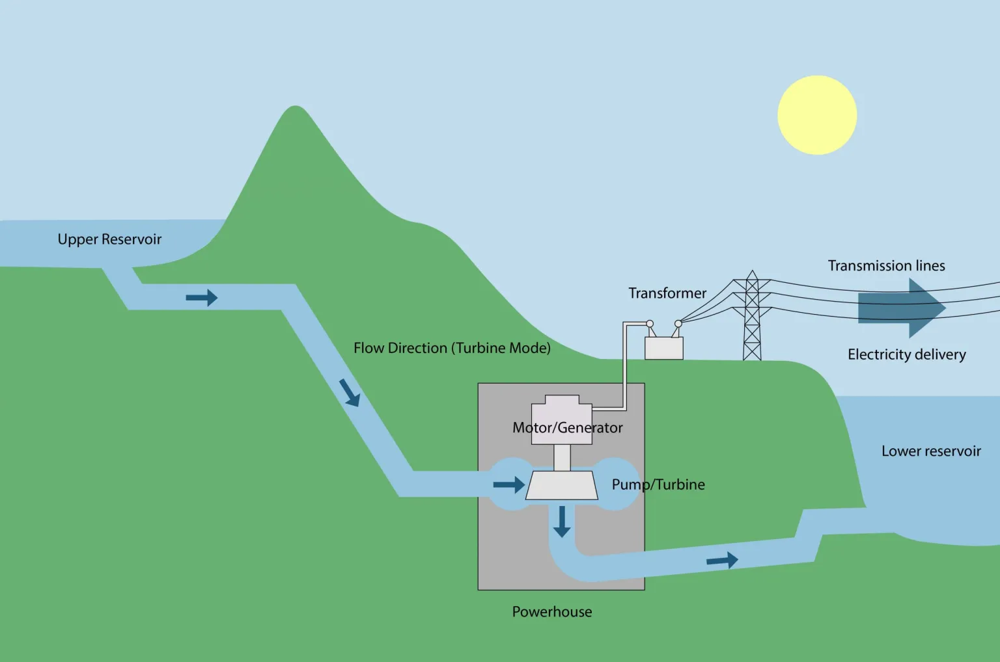 Upper Reservoir
Transmission lines
Transformer
Flow Direction (Turbine Mode)
Electricity delivery
Motor/Generator
Lower reservoir
Pump/Turbine
Powerhouse